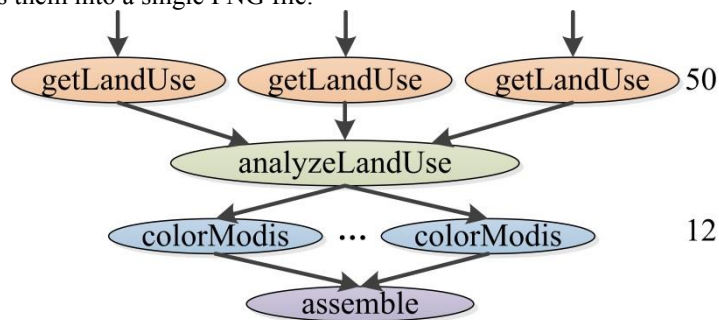 s them into a single PNG file.
getLandUse getLandUse getLandUse 50
analyzeLandUse
colorModis ... colorModis 12
assemble